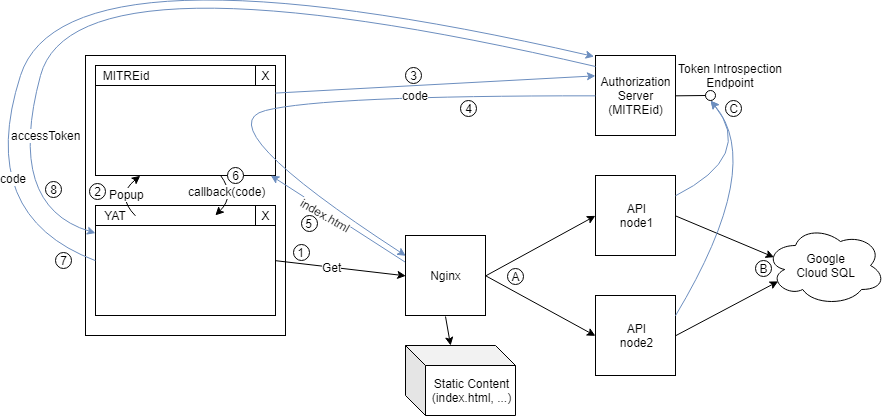 MITREid
X
3
code
4
Authorization
Server
(MITREid)
Token Introspection
Endpoint
C
accessToken
code
8
2
Popup
6
callback(code)
index.html
5
YAT
X
7
1
Get
Nginx
A
API
node1
B
Google
Cloud SQL
API
node2
Static Content
(index.html, ...)